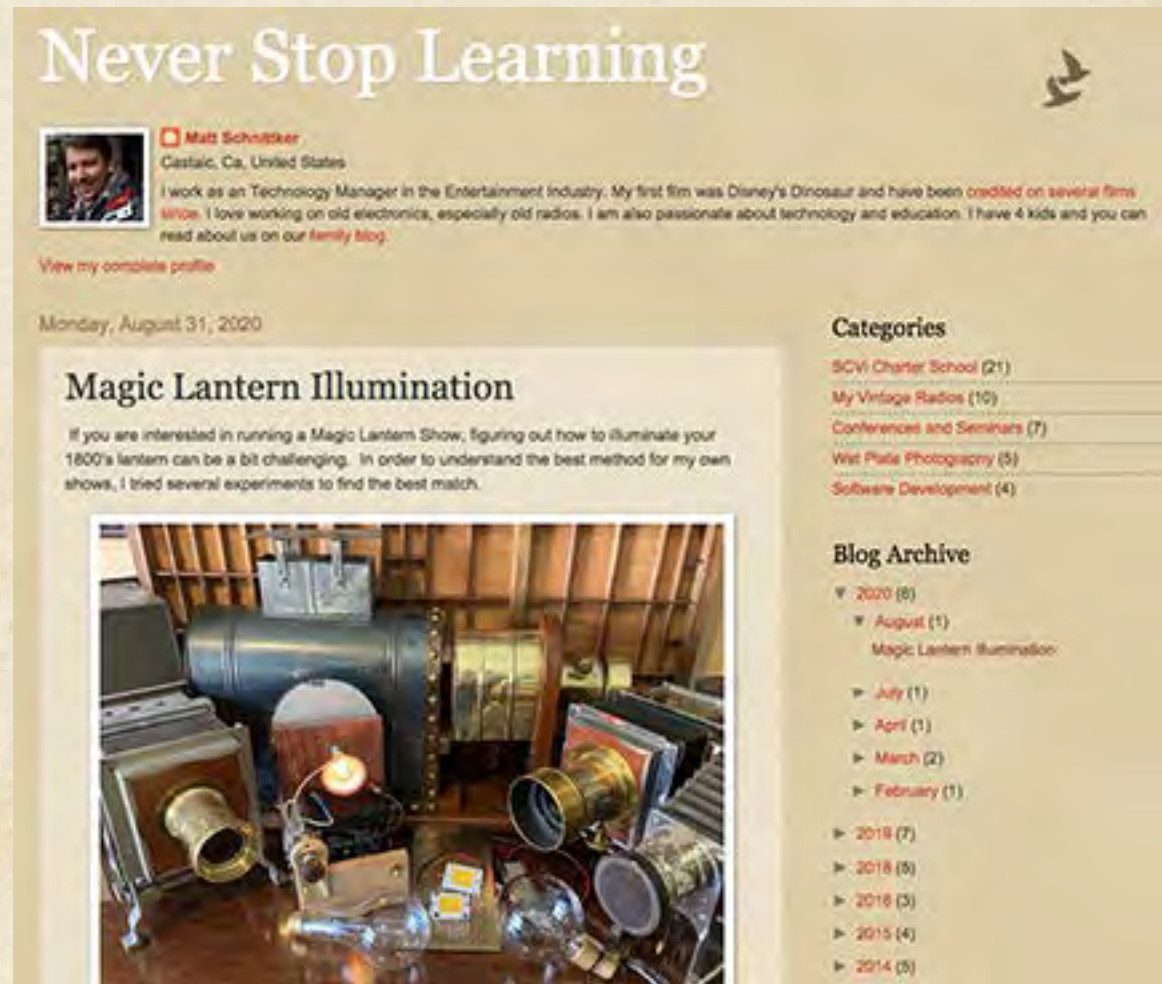 Never Stop Learning
Matt Schnittker
Castaic, Ca, United States
I work as an Technology Manager in the Entertainment Industry. My first film was Disney's Dinosaur and have been credited on several films
since. I love working on old electronics, especially old radios. I am also passionate about technology and education. I have 4 kids and you can
read about us on our family blog.
View my complete profile
Monday, August 31, 2020
Magic Lantern Illumination
If you are interested in running a Magic Lantern Show, figuring out how to illuminate your
1800's lantern can be a bit challenging. In order to understand the best method for my own
shows, I tried several experiments to find the best match.
Categories
SCVi Charter School (21)
My Vintage Radios (10)
Conferences and Seminars (7)
Wet Plate Photography (5)
Software Development (4)
Blog Archive
▼ 2020 (6)
▼ August (1)
Magic Lantern Illumination
► July (1)
► April (1)
► March (2)
► February (1)
► 2019 (7)
► 2018 (5)
► 2016 (3)
► 2015 (4)
► 2014 (5)